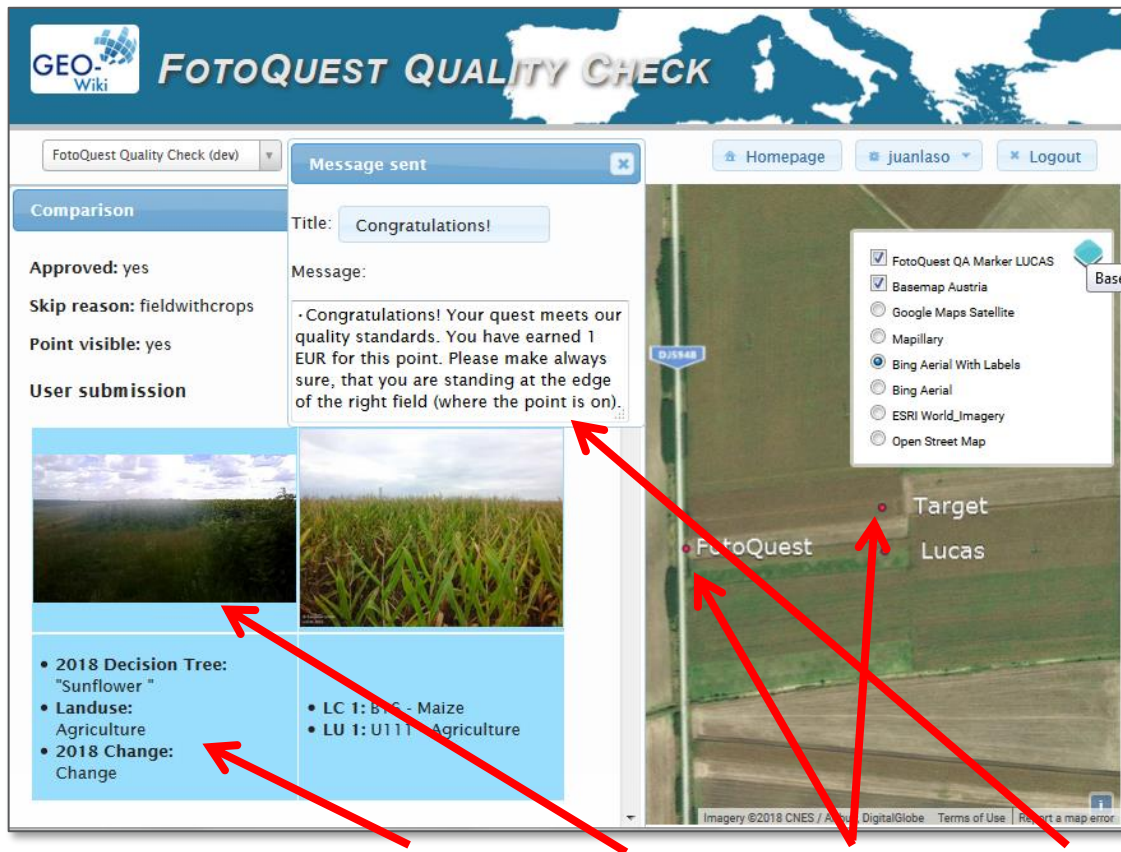 GEO-
Wiki
FOTOQUEST QUALITY CHECK
FotoQuest Quality Check (dev)
Message sent
Homepage
juanlaso
Logout
Comparison
Title: Congratulations!
Approved: yes
Message:
Skip reason: fieldwithcrops
Point visible: yes
·Congratulations! Your quest meets our
quality standards. You have earned 1
EUR for this point. Please make always
sure, that you are standing at the edge
of the right field (where the point is on).
User submission
FotoQuest QA Marker LUCAS
Base
Basemap Austria
Google Maps Satellite
Mapillary
Bing Aerial With Labels
Bing Aerial
ESRI World_Imagery
Open Street Map
DJ594B
Target
FotoQuest
Lucas
• 2018 Decision Tree:
"Sunflower "
• Landuse:
Agriculture
• 2018 Change:
Change
• LC 1: B16 - Maize
• LU 1: U111 - Agriculture
Imagery ©2018 CNES / Airbus, DigitalGlobe Terms of Use Report a map error